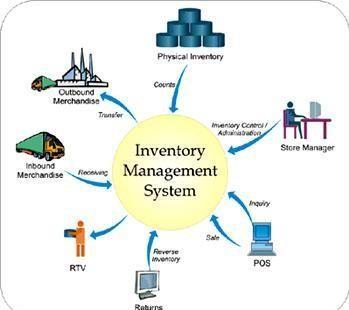 Physical Inventory
Counts
Outbound
Merchandise
Transfer
Inventory Control /
Administration
Store Manager
Inbound
Merchandise
Receiving
Inventory
Management
System
Inquiry
POS
Sale
RTV
Reverse
Inventory
Returns